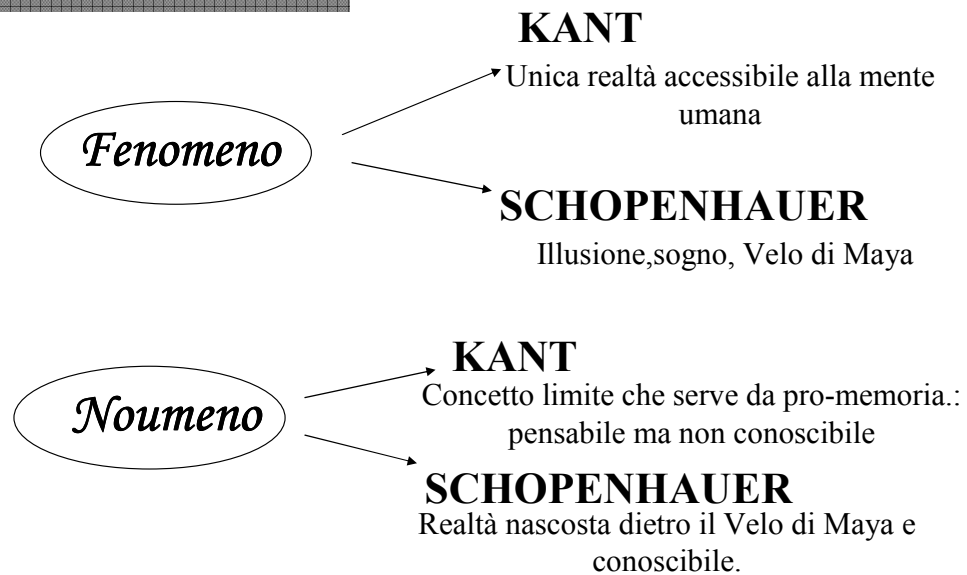 KANT
Unica realtà accessibile alla mente
umana
Fenomeno
SCHOPENHAUER
Illusione,sogno, Velo di Maya
KANT
Concetto limite che serve da pro-memoria.:
pensabile ma non conoscibile
Noumeno
SCHOPENHAUER
Realtà nascosta dietro il Velo di Maya e
conoscibile.